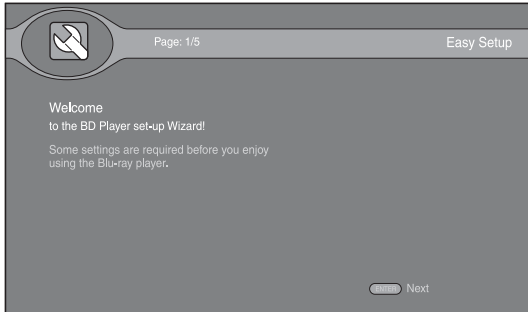 Page: 1/5
Easy Setup
Welcome
to the BD Player set-up Wizard!
Some settings are required before you enjoy
using the Blu-ray player.
ENTER Next